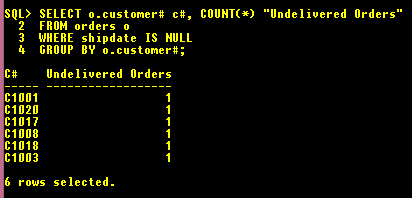 SQL> SELECT o.customer# c#, COUNT(*) "Undelivered Orders"
2 FROM orders o
3 WHERE shipdate IS NULL
4 GROUP BY o.customer#;
C# Undelivered Orders
----- ------------------
C1001 1
C1020 1
C1017 1
C1008 1
C1018 1
C1003 1
6 rows selected.